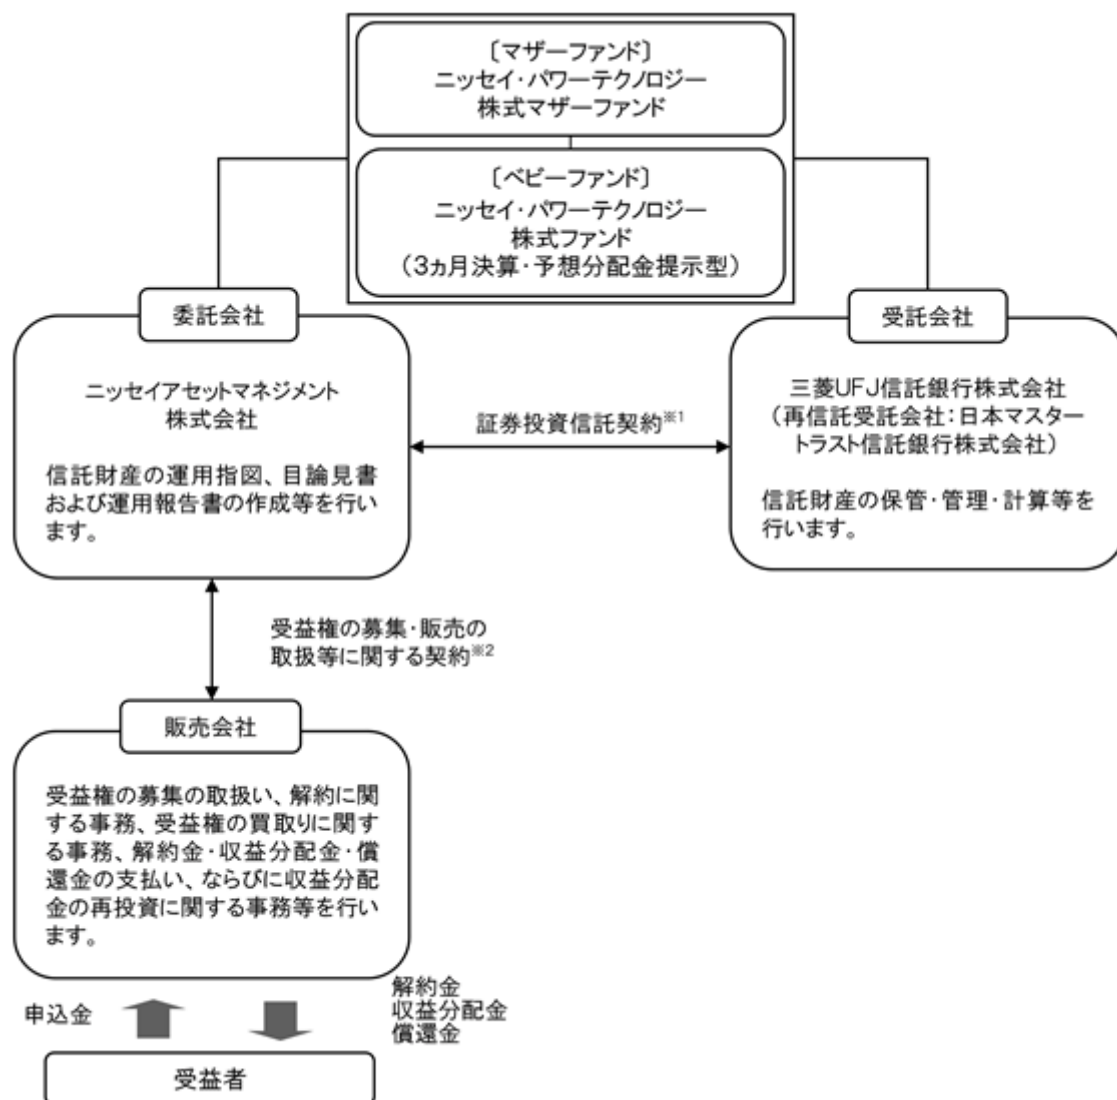 〔マザーファンド〕
ニッセイ・パワーテクノロジー
株式マザーファンド
〔ベビーファンド〕
ニッセイ・パワーテクノロジー
株式ファンド
（3ヵ月決算・予想分配金提示型）
委託会社
ニッセイアセットマネジメント
株式会社
信託財産の運用指図、目論見書
および運用報告書の作成等を行い
ます。
証券投資信託契約※1
受託会社
三菱UFJ信託銀行株式会社
（再信託受託会社：日本マスター
トラスト信託銀行株式会社）
信託財産の保管・管理・計算等を
行います。
受益権の募集・販売の
取扱等に関する契約※2
販売会社
受益権の募集の取扱い、解約に関
する事務、受益権の買取りに関す
る事務、解約金・収益分配金・償
還金の支払い、ならびに収益分配
金の再投資に関する事務等を行い
ます。
申込金
解約金
収益分配金
償還金
受益者